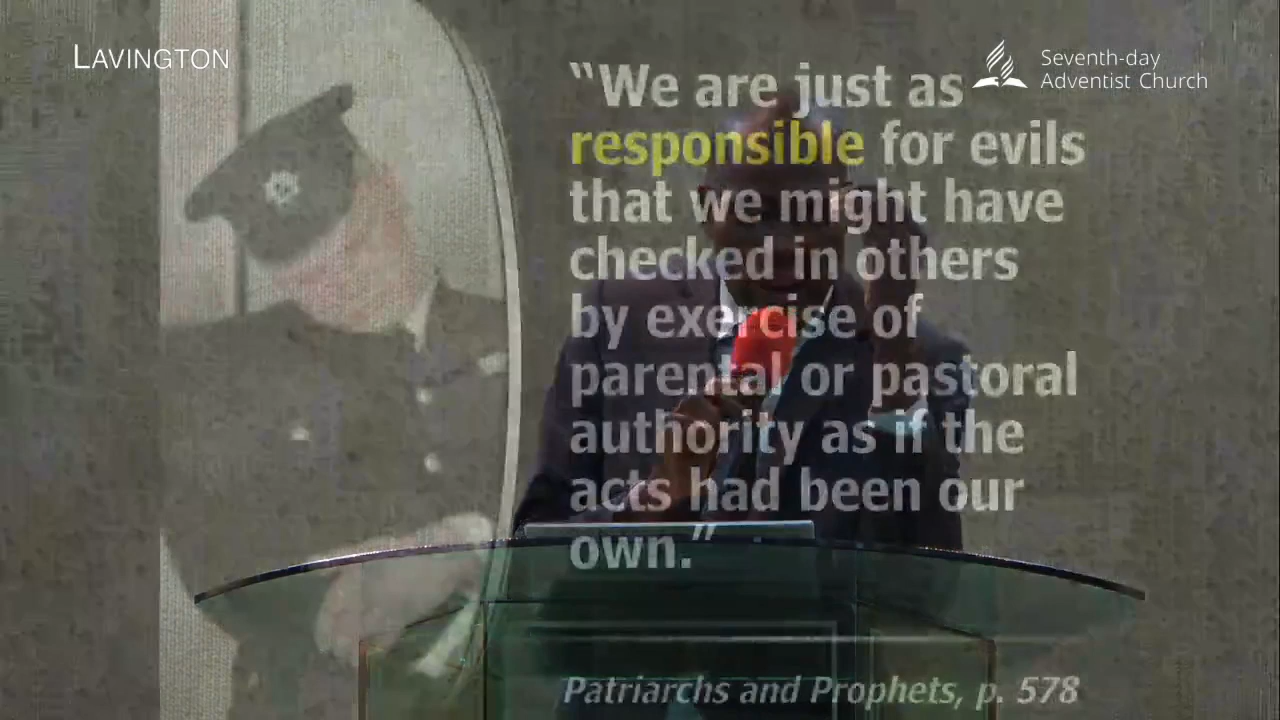 LAVINGTON
Seventh-day
Adventist Church
“We are just as
responsible for evils
that we might have
checked in others
by exercise of
parental or pastoral
authority as if the
acts had been our
own.”
Patriarchs and Prophets, p. 578